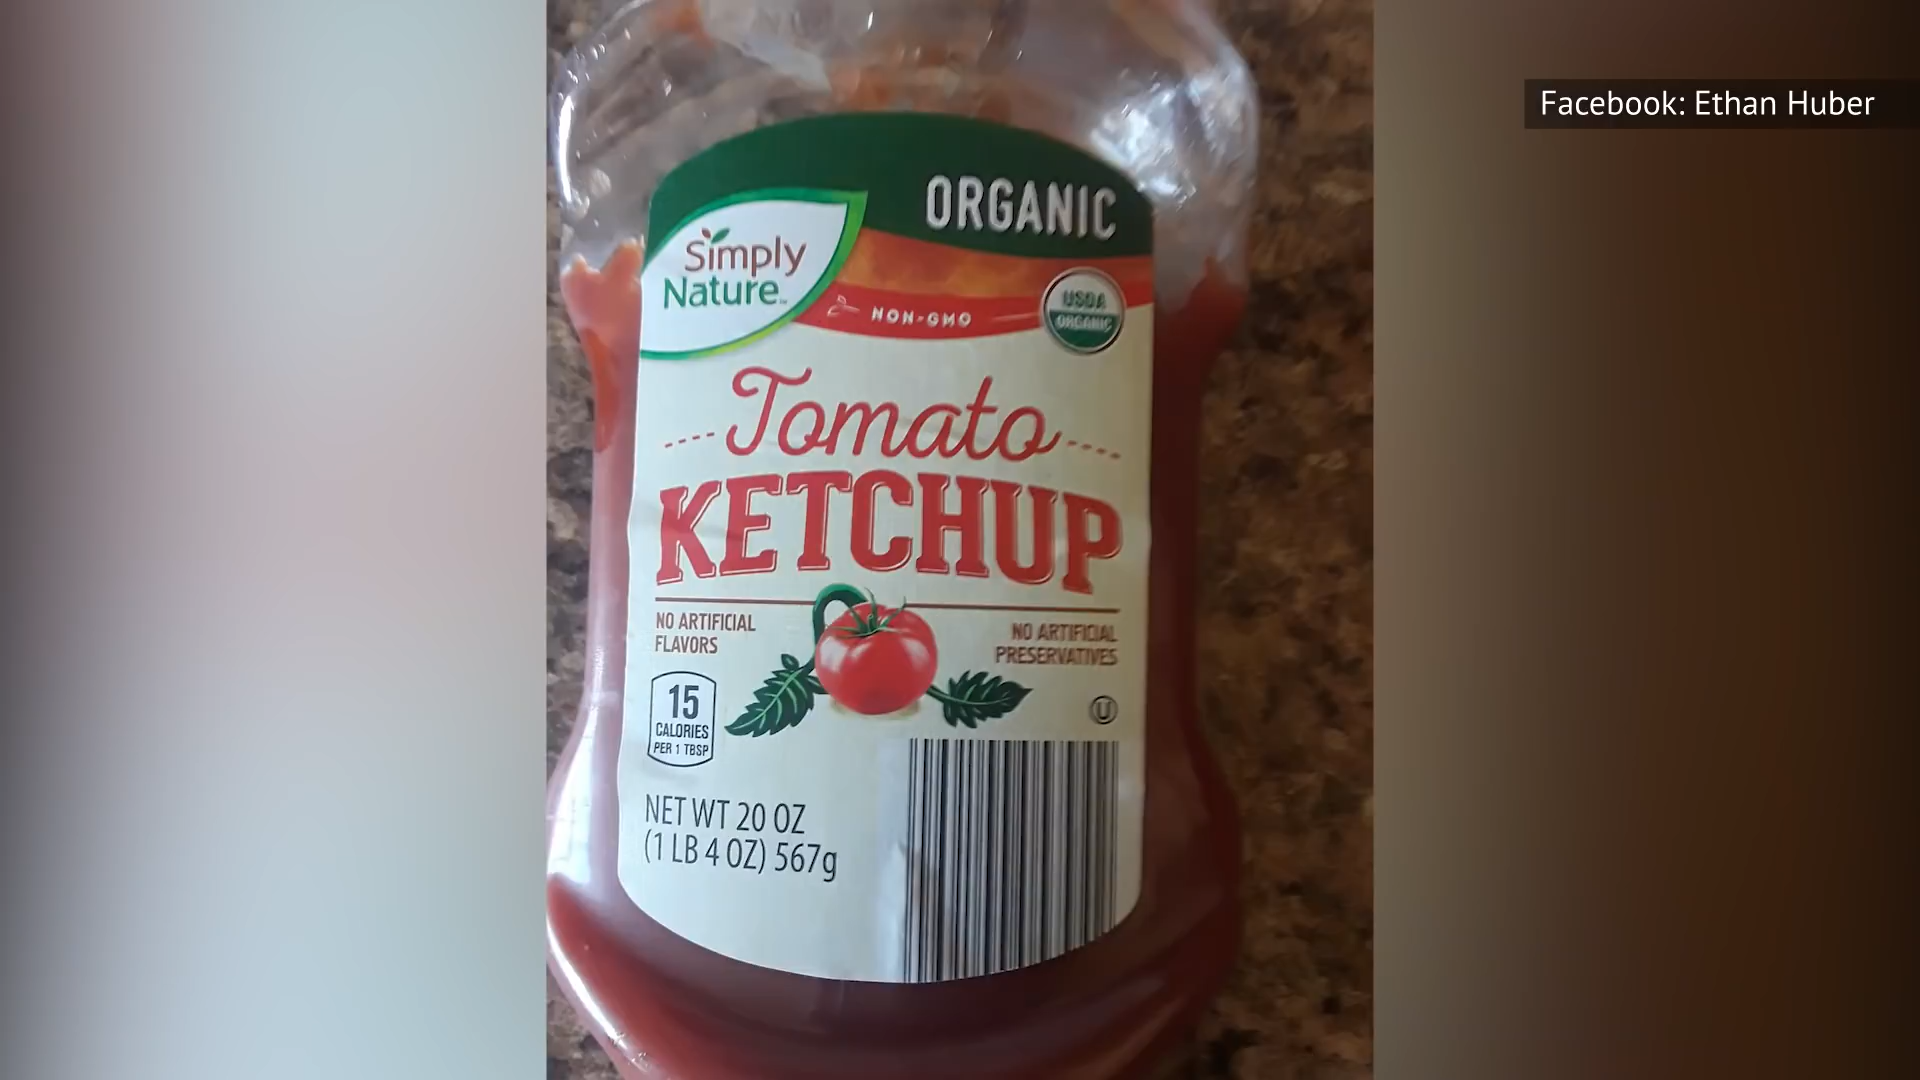 Facebook: Ethan Huber
ORGANIC
Simply
Nature™
NON-GMO
USDA
ORGANIC
Tomato
KETCHUP
NO ARTIFICIAL
FLAVORS
NO ARTIFICIAL
PRESERVATIVES
15
CALORIES
PER 1 TBSP
U
NET WT 20 OZ
(1 LB 4 OZ) 567g